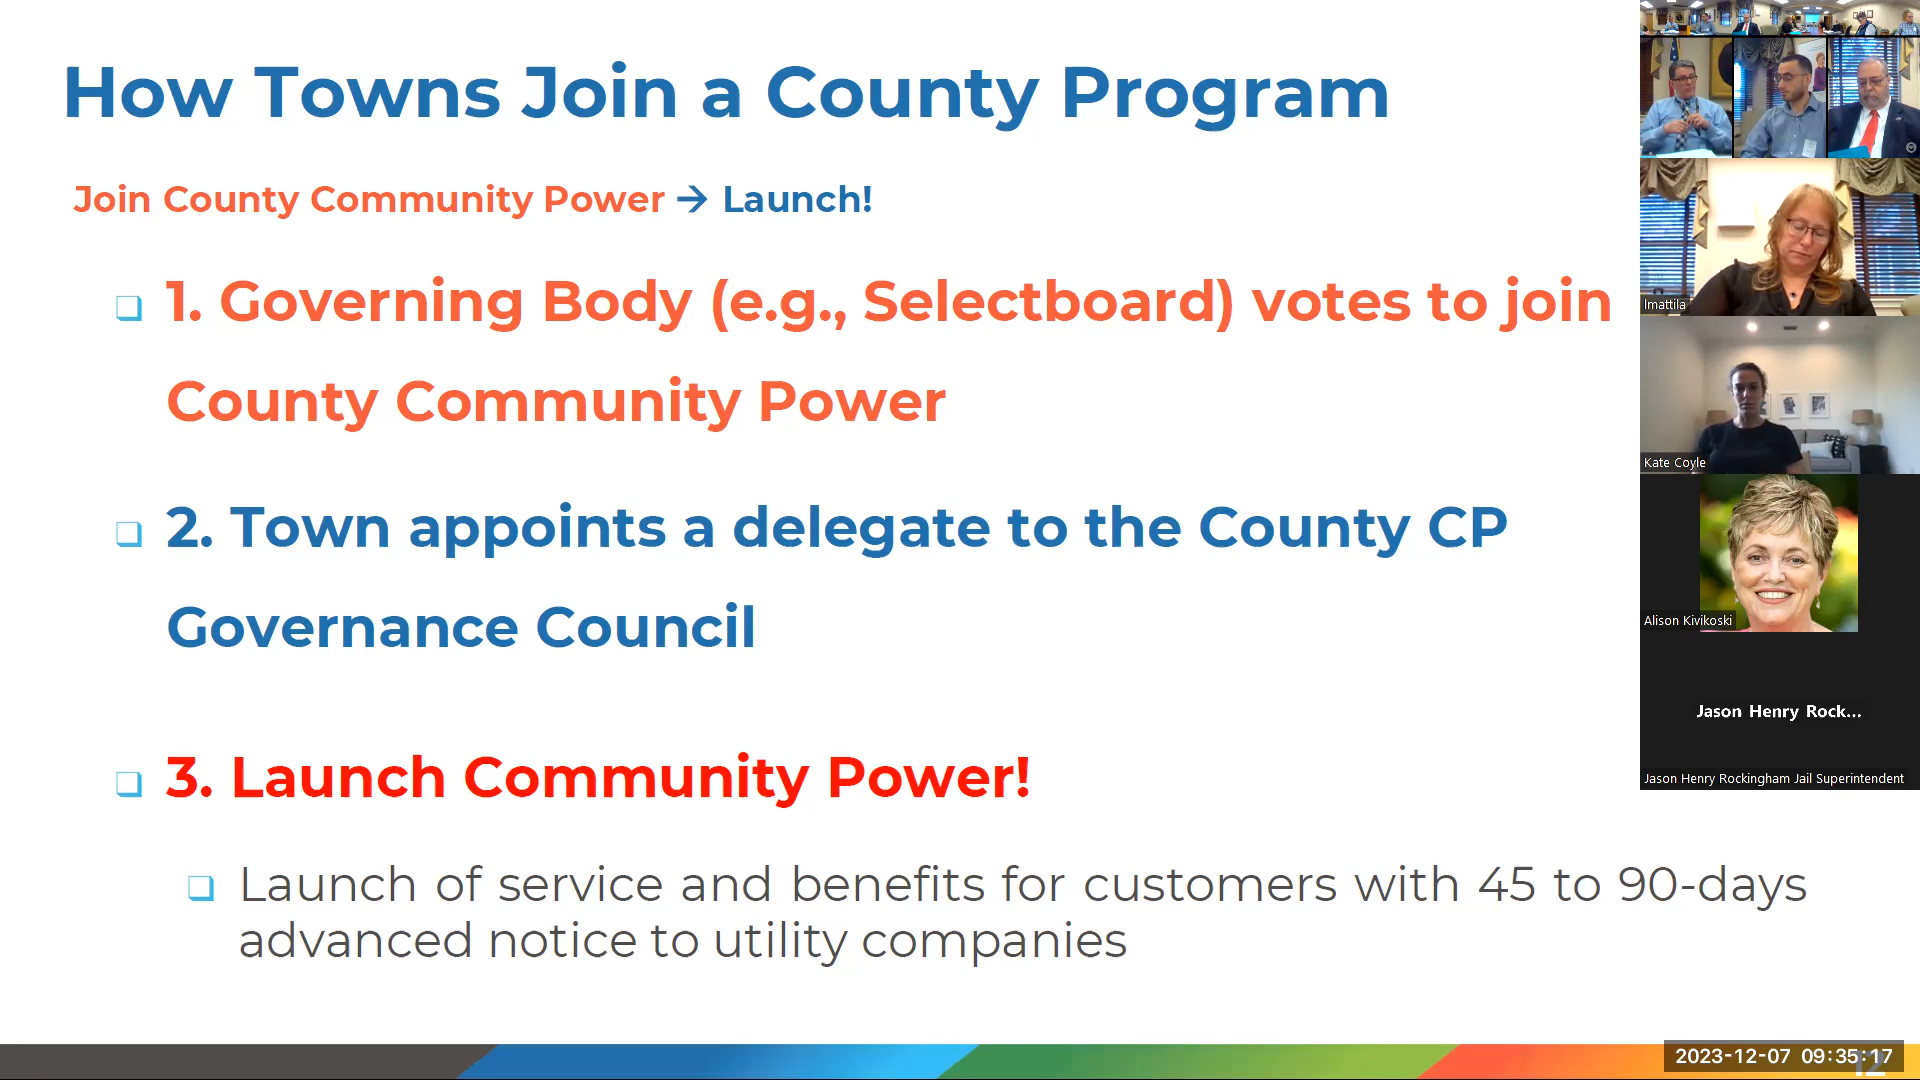 How Towns Join a County Program
Join County Community Power → Launch!
1. Governing Body (e.g., Selectboard) votes to join
County Community Power
2. Town appoints a delegate to the County CP
Governance Council
3. Launch Community Power!
Launch of service and benefits for customers with 45 to 90-days
advanced notice to utility companies
lmattila
Kate Coyle
Alison Kivikoski
Jason Henry Rock...
Jason Henry Rockingham Jail Superintendent
2023-12-07 09:35:17
12